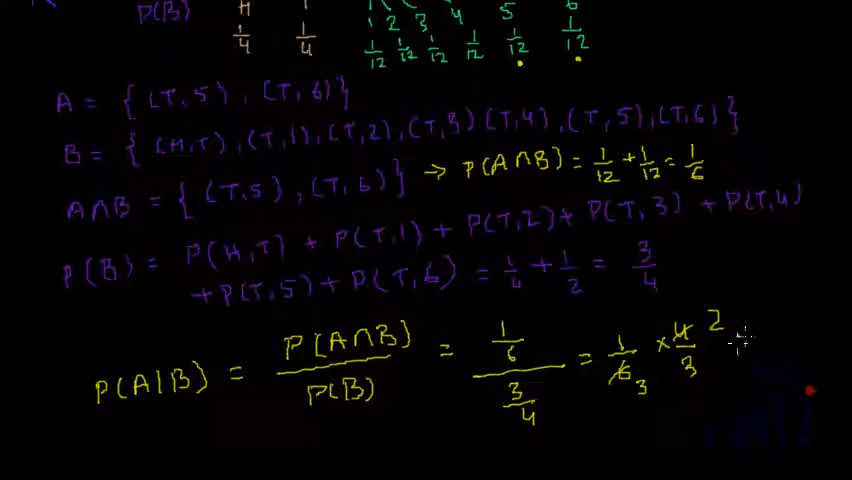 P(B) H
1/4 1/4 1 2 3 4 5 6
1/12 1/12 1/12 1/12 1/12 1/12
A = { (T,5), (T,6) }
B = { (H,T), (T,1), (T,2), (T,3) (T,4), (T,5), (T,6) }
A∩B = { (T,5), (T,6) } → P(A∩B) = 1/12 + 1/12 = 1/6
P(B) = P(H,T) + P(T,1) + P(T,2) + P(T,3) + P(T,4)
+ P(T,5) + P(T,6) = 1/4 + 1/2 = 3/4
P(A|B) = P(A∩B)/P(B) = (1/6)/(3/4) = 1/6 3 × 4/3 2